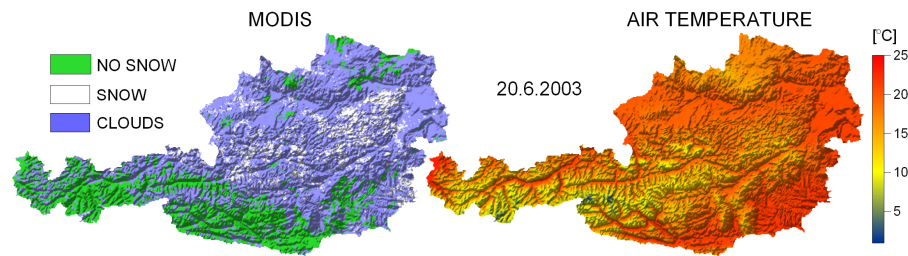 MODIS
NO SNOW
SNOW
CLOUDS
20.6.2003
AIR TEMPERATURE
[°C]
25
20
15
10
5